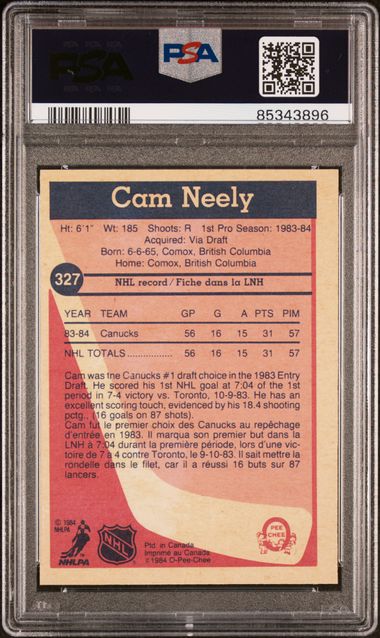 PSA
PSA
85343896
Cam Neely
Ht: 6'1" Wt: 185 Shoots: R 1st Pro Season: 1983-84
Acquired: Via Draft
Born: 6-6-65, Comox, British Columbia
Home: Comox, British Columbia
327
NHL record/Fiche dans la LNH
YEAR TEAM GP G A PTS PIM
83-84 Canucks 56 16 15 31 57
NHL TOTALS 56 16 15 31 57
Cam was the Canucks #1 draft choice in the 1983 Entry
Draft. He scored his 1st NHL goal at 7:04 of the 1st
period in 7-4 victory vs. Toronto, 10-9-83. He has an
excellent scoring touch, evidenced by his 18.4 shooting
pctg., (16 goals on 87 shots).
Cam fut le premier choix des Canucks au repêchage
d'entrée en 1983. Il marqua son premier but dans la
LNH à 7:04 durant la première période, lors d'une vic-
toire de 7 à 4 contre Toronto, le 9-10-83. Il sait mettre la
rondelle dans le filet, car il a réussi 16 buts sur 87
lancers.
© 1984
NHLPA
NHLPA
NHL
Ptd. in Canada
Imprimé au Canada
© 1984 O-Pee-Chee
O
PEE
CHEE